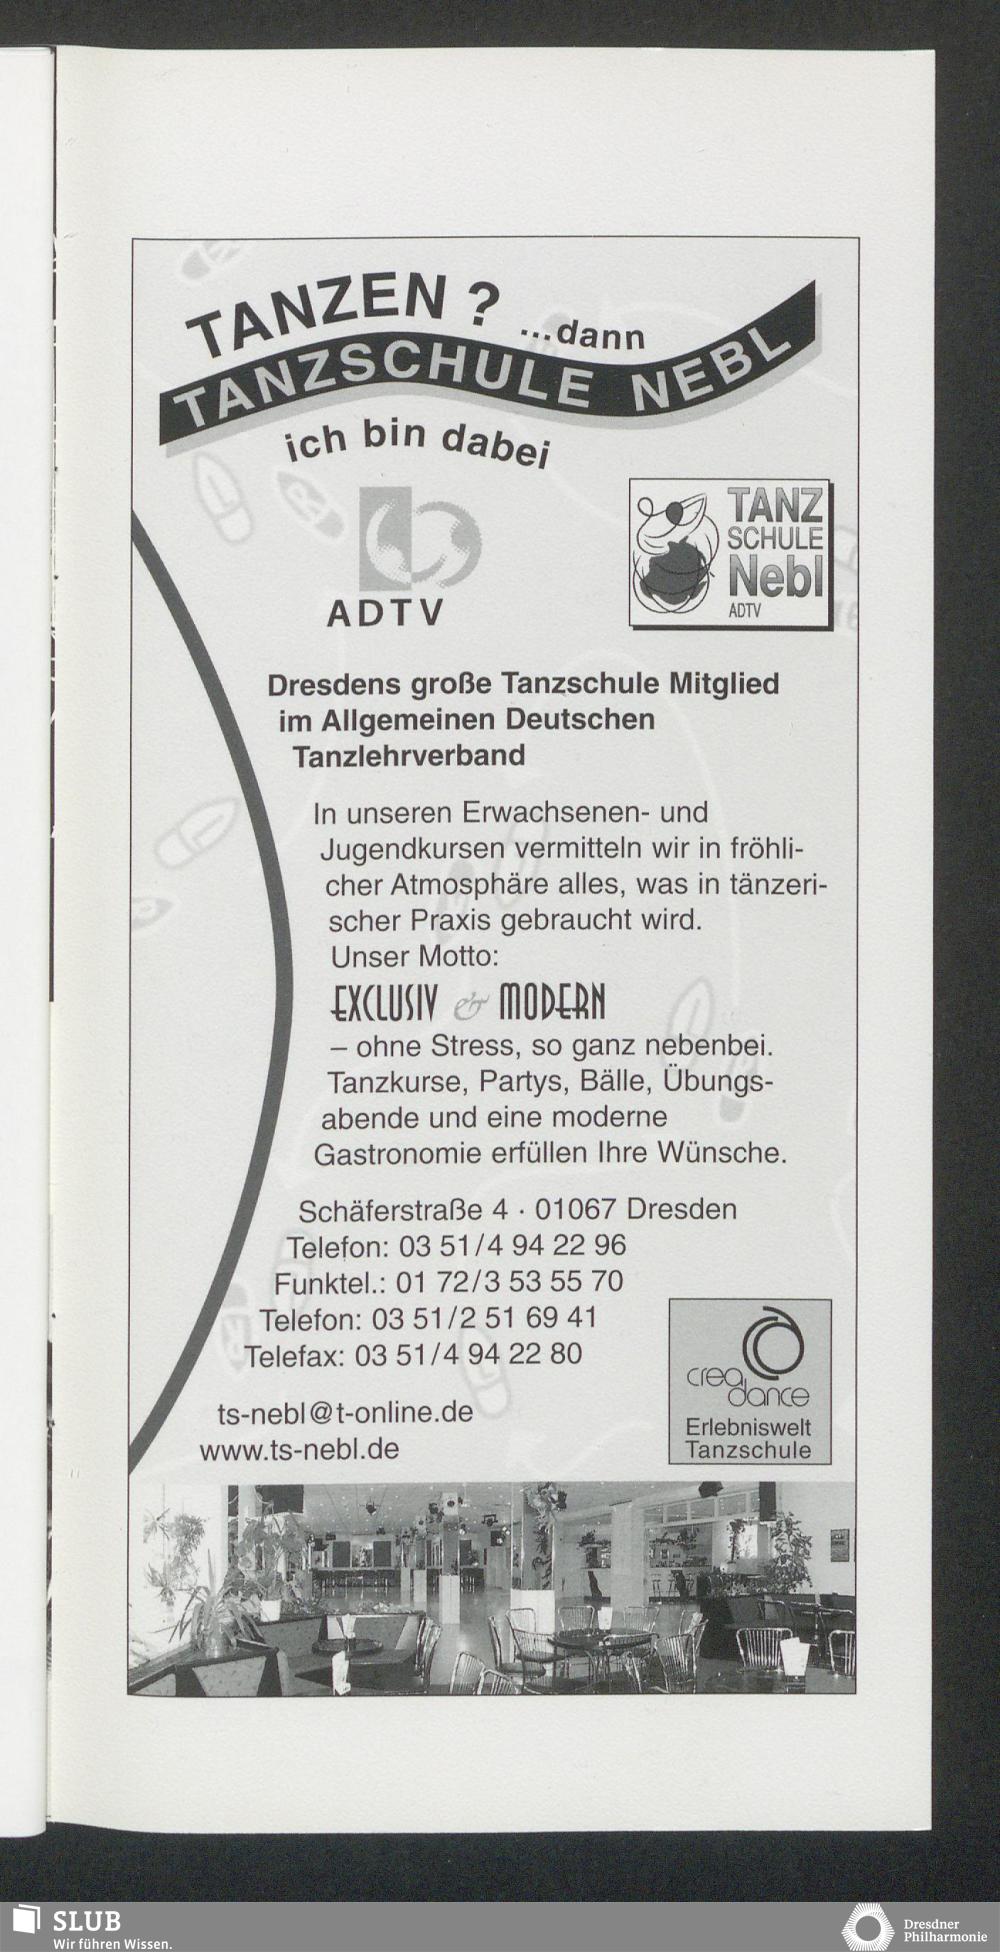 TANZEN ? ...dann
TANZSCHULE NEBL
ich bin dabei
ADTV
TANZ
SCHULE
Nebl
ADTV
Dresdens große Tanzschule Mitglied
im Allgemeinen Deutschen
Tanzlehrverband
In unseren Erwachsenen- und
Jugendkursen vermitteln wir in fröhli-
cher Atmosphäre alles, was in tänzeri-
scher Praxis gebraucht wird.
Unser Motto:
EXCLUSIV & MODERN
– ohne Stress, so ganz nebenbei.
Tanzkurse, Partys, Bälle, Übungs-
abende und eine moderne
Gastronomie erfüllen Ihre Wünsche.
Schäferstraße 4 · 01067 Dresden
Telefon: 03 51/4 94 22 96
Funktel.: 01 72/3 53 55 70
Telefon: 03 51/2 51 69 41
Telefax: 03 51/4 94 22 80
ts-nebl@t-online.de
www.ts-nebl.de
crea
dance
Erlebniswelt
Tanzschule
SLUB
Wir führen Wissen.
Dresdner
Philharmonie